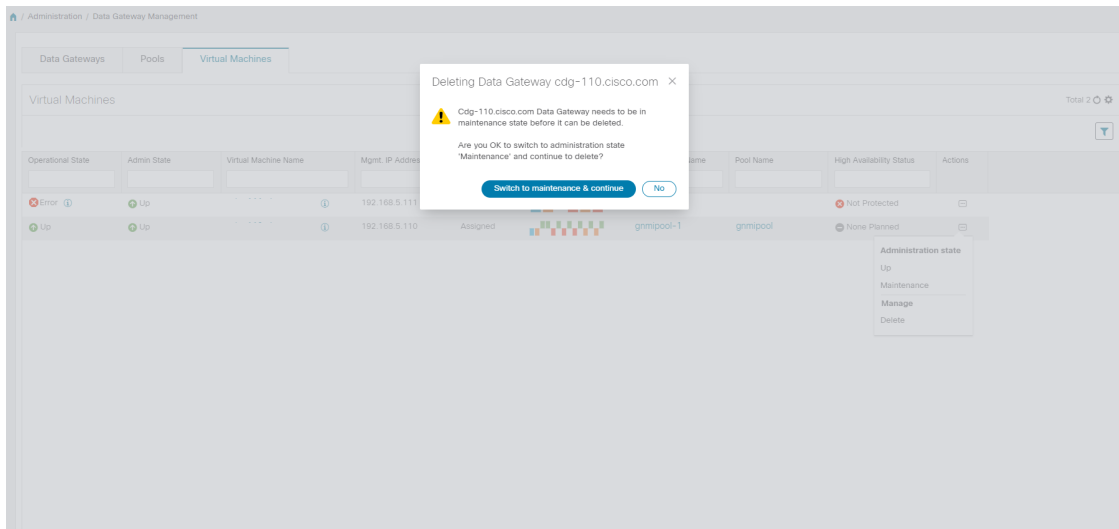 / Administration / Data Gateway Management
Data Gateways Pools Virtual Machines
Virtual Machines
Total 2
Deleting Data Gateway cdg-110.cisco.com
Cdg-110.cisco.com Data Gateway needs to be in
maintenance state before it can be deleted.
Are you OK to switch to administration state
'Maintenance' and continue to delete?
Switch to maintenance & continue No
Operational State Admin State Virtual Machine Name Mgmt. IP Addres ame Pool Name High Availability Status Actions
Error Up 192.168.5.111 Not Protected
Up Up 192.168.5.110 Assigned gnmipool-1 gnmipool None Planned
Administration state
Up
Maintenance
Manage
Delete